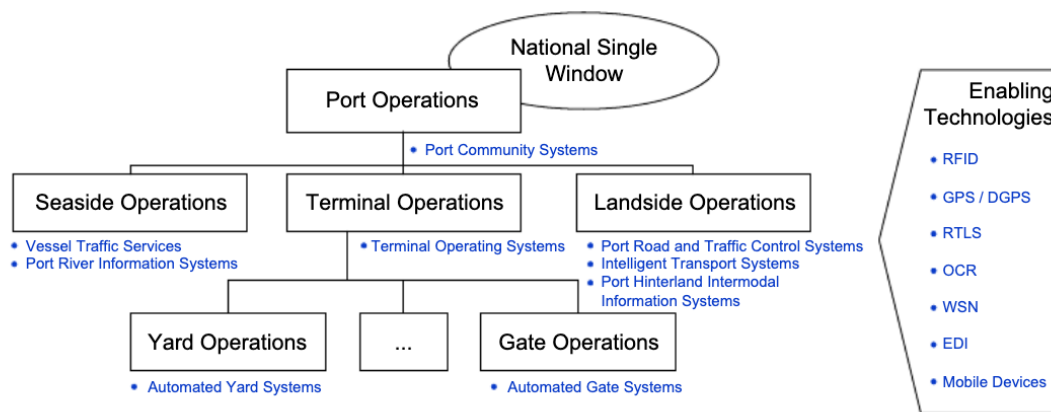 National Single
Window
Port Operations
Enabling
Technologies
• Port Community Systems
• RFID
Seaside Operations
Terminal Operations
Landside Operations
• GPS / DGPS
• Vessel Traffic Services
• Port River Information Systems
• Terminal Operating Systems
• Port Road and Traffic Control Systems
• Intelligent Transport Systems
• Port Hinterland Intermodal
Information Systems
• RTLS
• OCR
• WSN
Yard Operations
...
Gate Operations
• EDI
• Automated Yard Systems
• Automated Gate Systems
• Mobile Devices